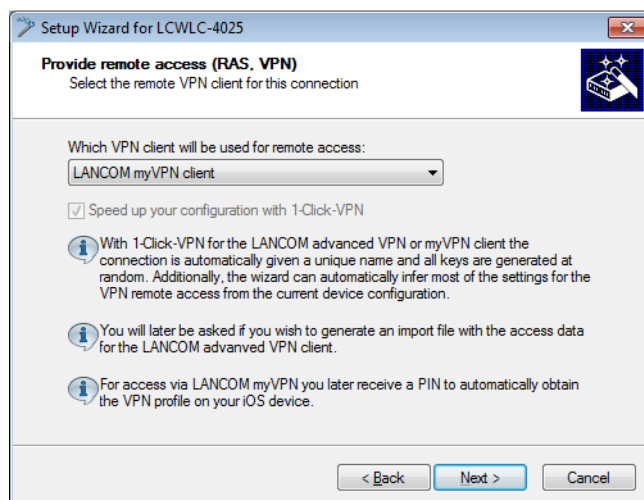 Setup Wizard for LCWLC-4025
Provide remote access (RAS, VPN)
Select the remote VPN client for this connection
Which VPN client will be used for remote access:
LANCOM myVPN client
Speed up your configuration with 1-Click-VPN
With 1-Click-VPN for the LANCOM advanced VPN or myVPN client the
connection is automatically given a unique name and all keys are generated at
random. Additionally, the wizard can automatically infer most of the settings for the
VPN remote access from the current device configuration.
You will later be asked if you wish to generate an import file with the access data
for the LANCOM advanved VPN client.
For access via LANCOM myVPN you later receive a PIN to automatically obtain
the VPN profile on your iOS device.
< Back
Next >
Cancel